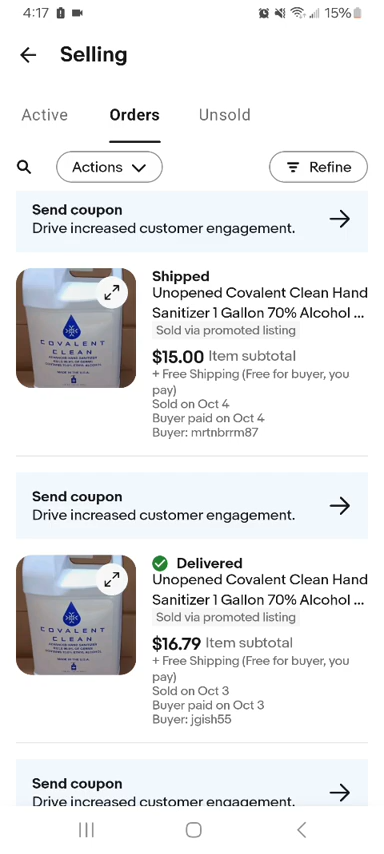 4:17
15%
Selling
Active
Orders
Unsold
Actions
Refine
Send coupon
Drive increased customer engagement.
COVALENT
CLEAN
Shipped
Unopened Covalent Clean Hand
Sanitizer 1 Gallon 70% Alcohol ...
Sold via promoted listing
$15.00 Item subtotal
+ Free Shipping (Free for buyer, you
pay)
Sold on Oct 4
Buyer paid on Oct 4
Buyer: mrtnbrrm87
Send coupon
Drive increased customer engagement.
COVALENT
CLEAN
Delivered
Unopened Covalent Clean Hand
Sanitizer 1 Gallon 70% Alcohol ...
Sold via promoted listing
$16.79 Item subtotal
+ Free Shipping (Free for buyer, you
pay)
Sold on Oct 3
Buyer paid on Oct 3
Buyer: jgish55
Send coupon
Drive increased customer engagement.